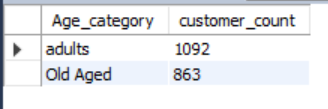 Age_category customer_count
adults 1092
Old Aged 863